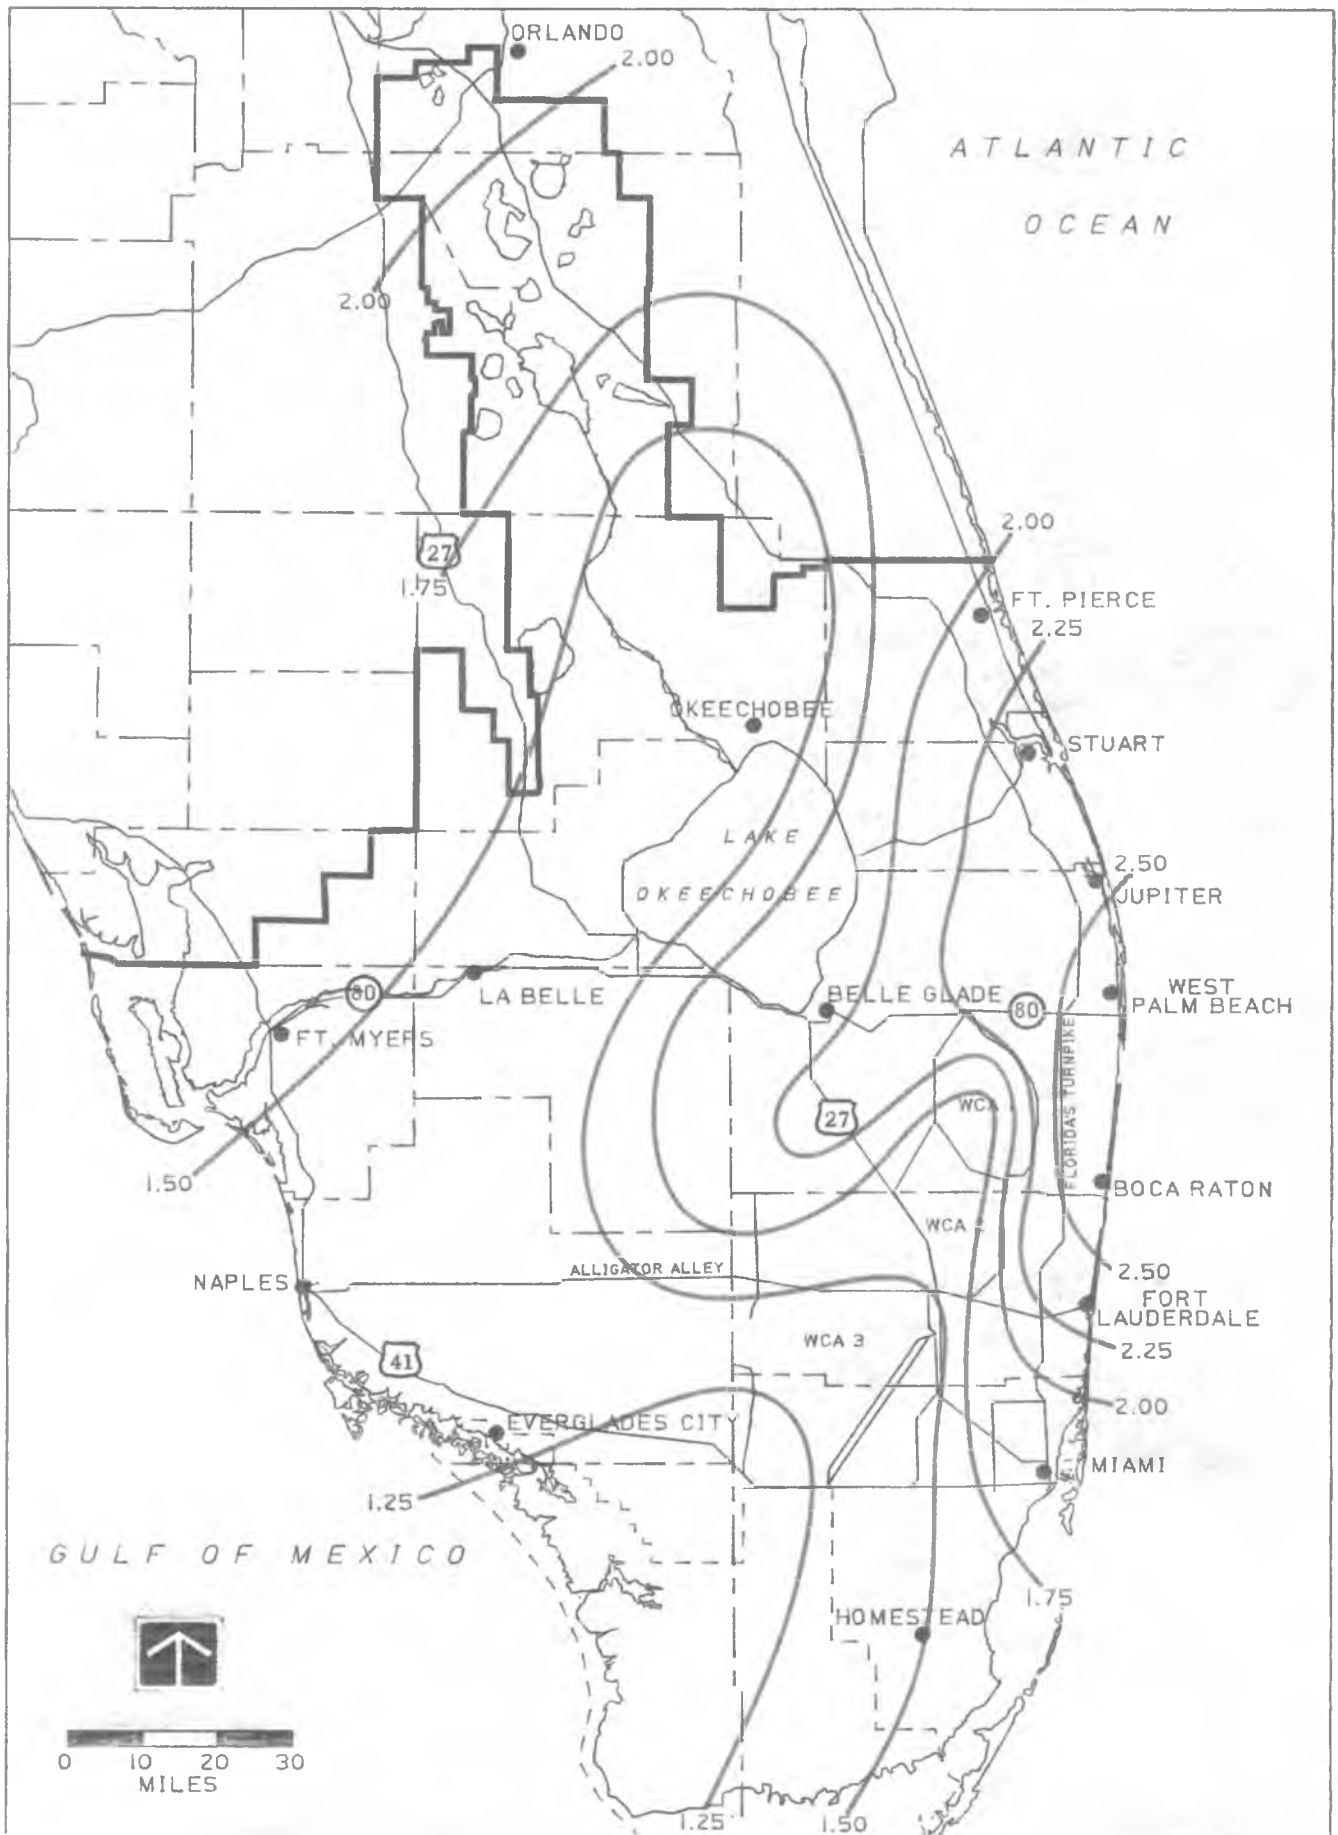 ORLANDO
2.00
ATLANTIC
OCEAN
2.00
2.00
27
1.75
FT. PIERCE
2.25
OKEECHOBEE
STUART
LAKE
OKEECHOBEE
2.50
JUPITER
80
LA BELLE
BELLE GLADE
80
WEST
PALM BEACH
FT. MYERS
FLORIDA'S TURNPIKE
WCA
27
1.50
BOCA RATON
WCA 2
ALLIGATOR ALLEY
NAPLES
2.50
FORT
LAUDERDALE
WCA 3
2.25
41
2.00
EVERGLADES CITY
MIAMI
1.25
GULF OF MEXICO
1.75
HOMESTEAD
0 10 20 30
MILES
1.25
1.50